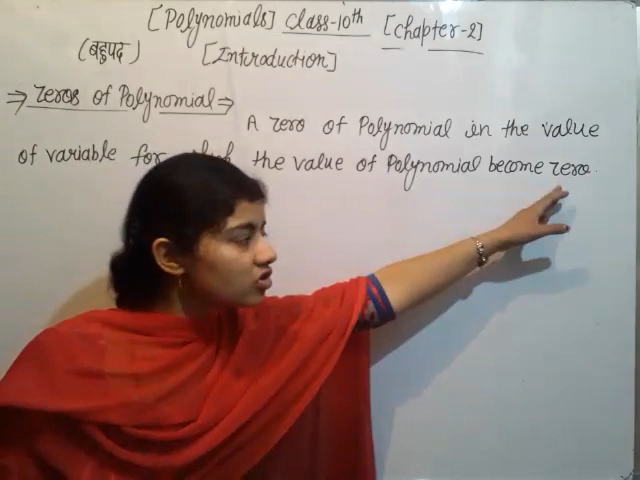 [Polynomials] Class-10th [Chapter-2]
(बहुपद) [Introduction]
⇒ Zeros of Polynomial ⇒
A zero of Polynomial in the value
of variable for the value of Polynomial become zero.